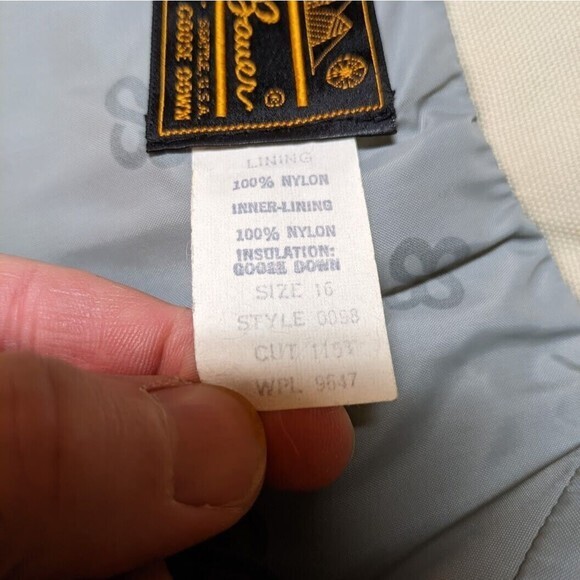 Bauer
©
SEATTLE, U.S.A.
GOOSE DOWN
LINING
100% NYLON
INNER-LINING
100% NYLON
INSULATION:
GOOSE DOWN
SIZE 16
STYLE 0098
CUT
WPL 9647